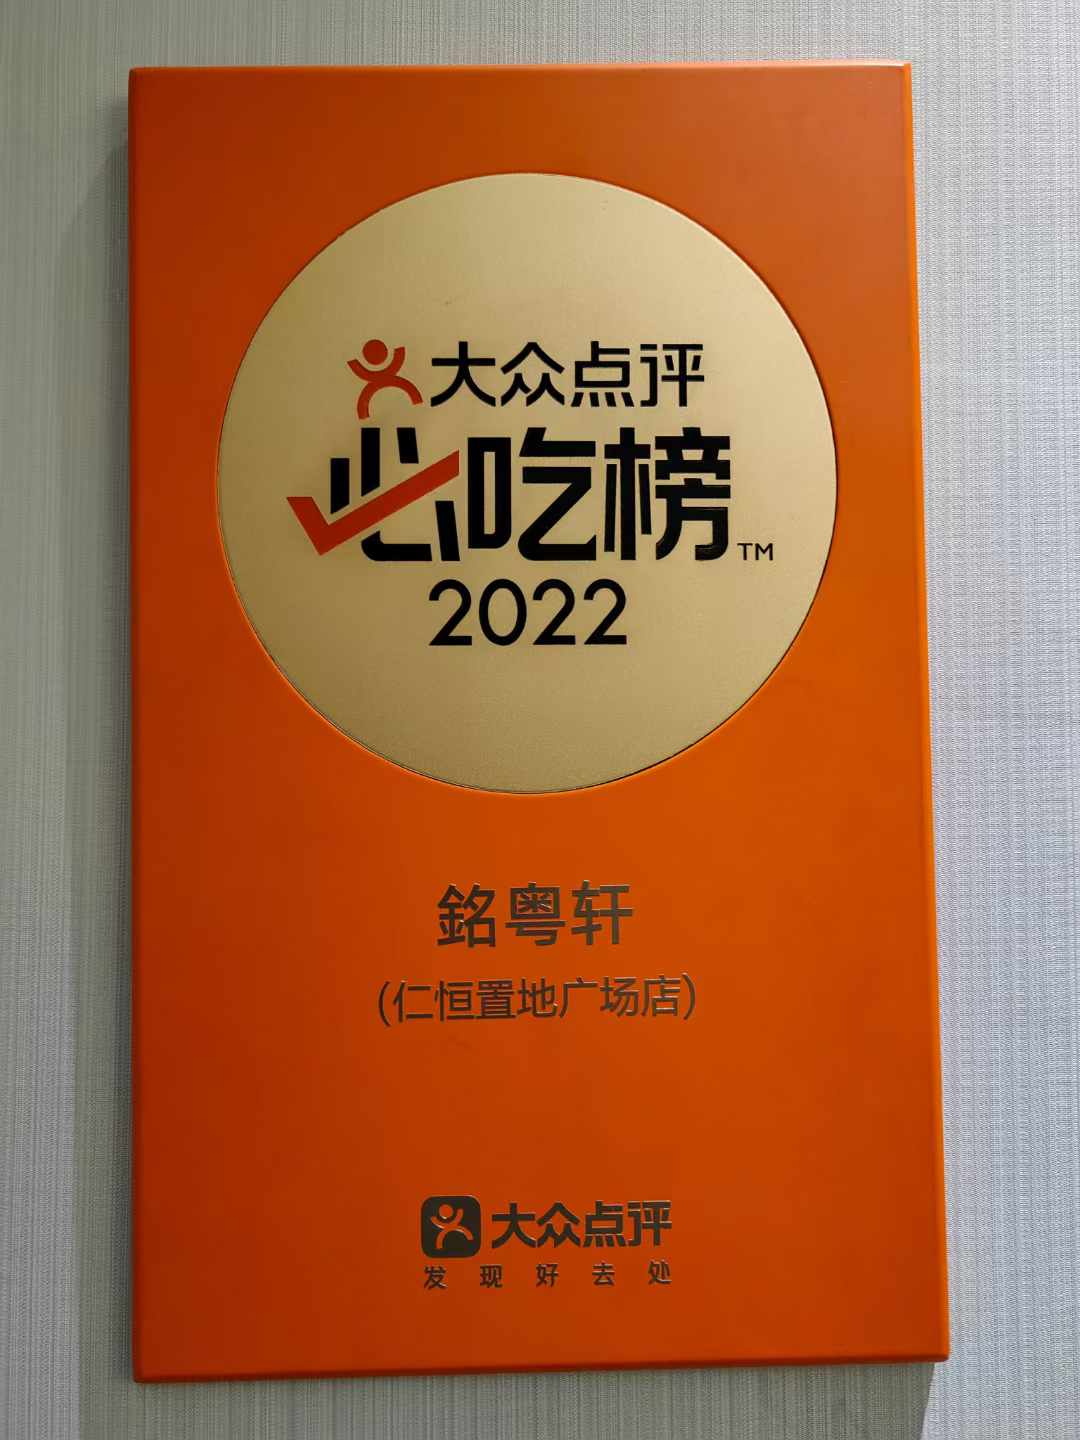 大众点评
必吃榜™
2022
銘粤轩
(仁恒置地广场店)
大众点评
发现好去处